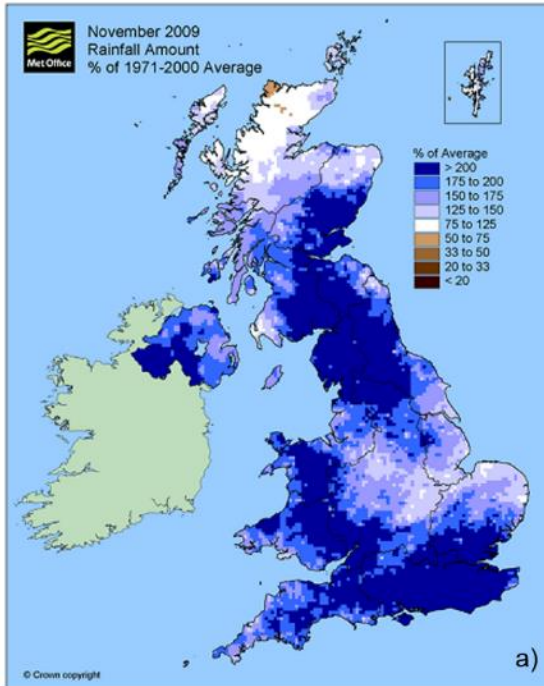 Met Office
November 2009
Rainfall Amount
% of 1971-2000 Average
% of Average
> 200
175 to 200
150 to 175
125 to 150
75 to 125
50 to 75
33 to 50
20 to 33
< 20
© Crown copyright
a)